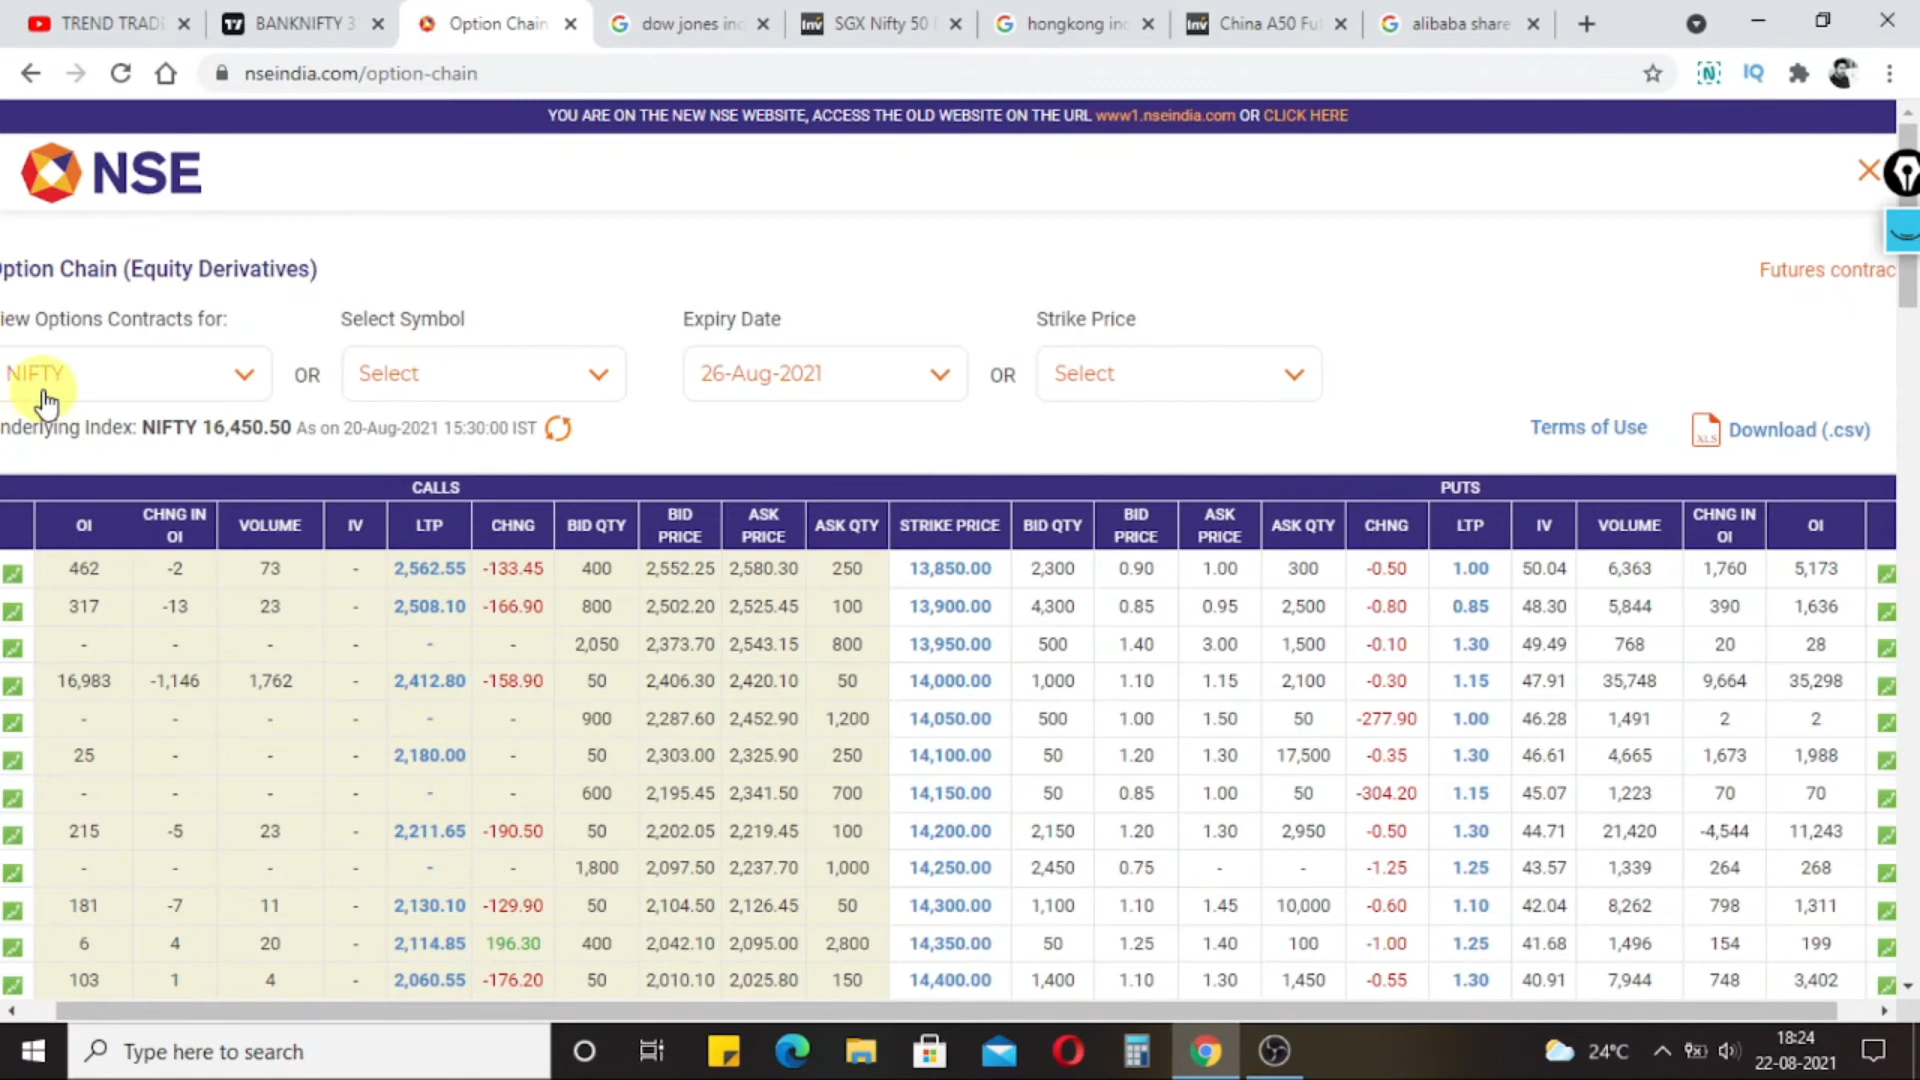 TREND TRAD
BANKNIFTY 3
Option Chain
dow jones in
SGX Nifty 50
hongkong in
China A50 Fu
alibaba share
nseindia.com/option-chain
YOU ARE ON THE NEW NSE WEBSITE, ACCESS THE OLD WEBSITE ON THE URL www1.nseindia.com OR CLICK HERE
NSE
ption Chain (Equity Derivatives)
Futures contrac
iew Options Contracts for:
Select Symbol
Expiry Date
Strike Price
NIFTY
OR
Select
26-Aug-2021
OR
Select
nderlying Index: NIFTY 16,450.50 As on 20-Aug-2021 15:30:00 IST
Terms of Use
XLS
Download (.csv)
CALLS PUTS
OI CHNG IN OI VOLUME IV LTP CHNG BID QTY BID PRICE ASK PRICE ASK QTY STRIKE PRICE BID QTY BID PRICE ASK PRICE ASK QTY CHNG LTP IV VOLUME CHNG IN OI OI
462 -2 73 - 2,562.55 -133.45 400 2,552.25 2,580.30 250 13,850.00 2,300 0.90 1.00 300 -0.50 1.00 50.04 6,363 1,760 5,173
317 -13 23 - 2,508.10 -166.90 800 2,502.20 2,525.45 100 13,900.00 4,300 0.85 0.95 2,500 -0.80 0.85 48.30 5,844 390 1,636
- - - - - - 2,050 2,373.70 2,543.15 800 13,950.00 500 1.40 3.00 1,500 -0.10 1.30 49.49 768 20 28
16,983 -1,146 1,762 - 2,412.80 -158.90 50 2,406.30 2,420.10 50 14,000.00 1,000 1.10 1.15 2,100 -0.30 1.15 47.91 35,748 9,664 35,298
- - - - - - 900 2,287.60 2,452.90 1,200 14,050.00 500 1.00 1.50 50 -277.90 1.00 46.28 1,491 2 2
25 - - - 2,180.00 - 50 2,303.00 2,325.90 250 14,100.00 50 1.20 1.30 17,500 -0.35 1.30 46.61 4,665 1,673 1,988
- - - - - - 600 2,195.45 2,341.50 700 14,150.00 50 0.85 1.00 50 -304.20 1.15 45.07 1,223 70 70
215 -5 23 - 2,211.65 -190.50 50 2,202.05 2,219.45 100 14,200.00 2,150 1.20 1.30 2,950 -0.50 1.30 44.71 21,420 -4,544 11,243
- - - - - - 1,800 2,097.50 2,237.70 1,000 14,250.00 2,450 0.75 - - -1.25 1.25 43.57 1,339 264 268
181 -7 11 - 2,130.10 -129.90 50 2,104.50 2,126.45 50 14,300.00 1,100 1.10 1.45 10,000 -0.60 1.10 42.04 8,262 798 1,311
6 4 20 - 2,114.85 196.30 400 2,042.10 2,095.00 2,800 14,350.00 50 1.25 1.40 100 -1.00 1.25 41.68 1,496 154 199
103 1 4 - 2,060.55 -176.20 50 2,010.10 2,025.80 150 14,400.00 1,400 1.10 1.30 1,450 -0.55 1.30 40.91 7,944 748 3,402
Type here to search
24°C
18:24
22-08-2021